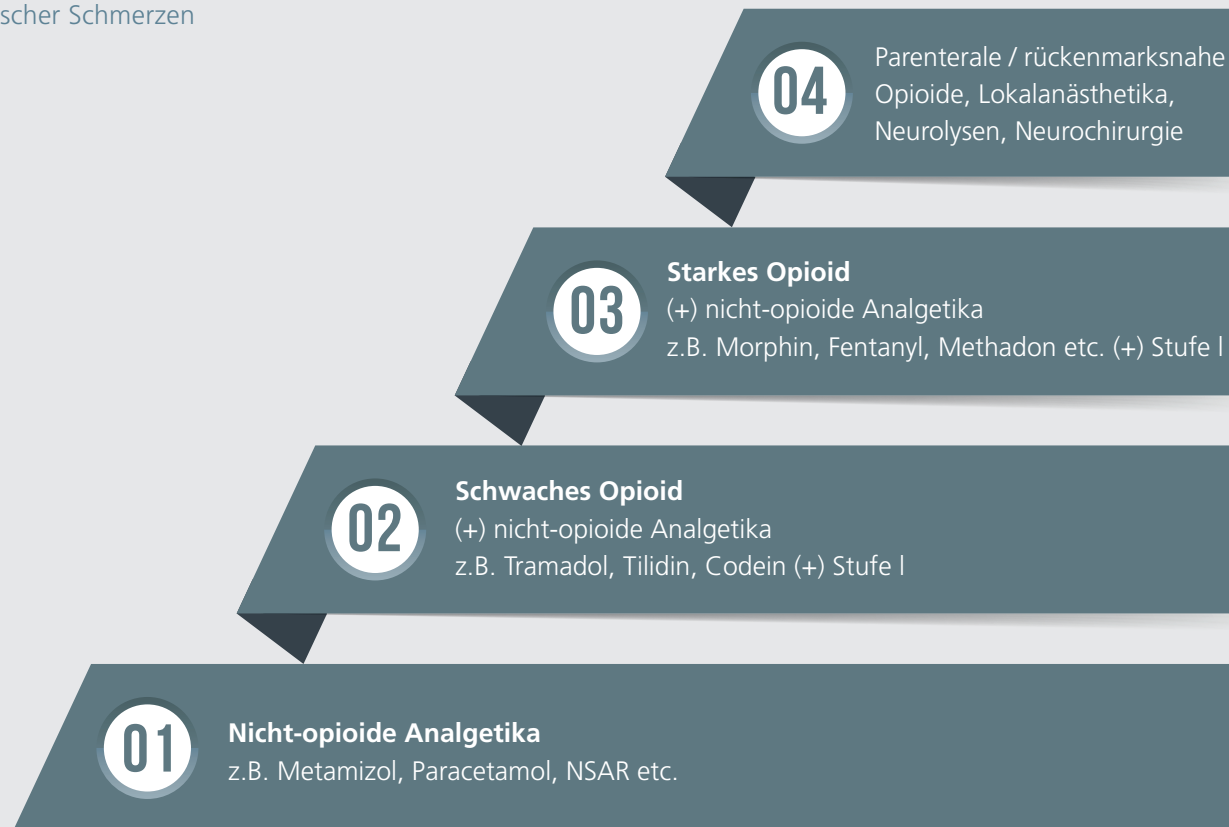 scher Schmerzen
04
Parenterale / rückenmarksnahe
Opioide, Lokalanästhetika,
Neurolysen, Neurochirurgie
03
Starkes Opioid
(+) nicht-opioide Analgetika
z.B. Morphin, Fentanyl, Methadon etc. (+) Stufe l
02
Schwaches Opioid
(+) nicht-opioide Analgetika
z.B. Tramadol, Tilidin, Codein (+) Stufe l
01
Nicht-opioide Analgetika
z.B. Metamizol, Paracetamol, NSAR etc.